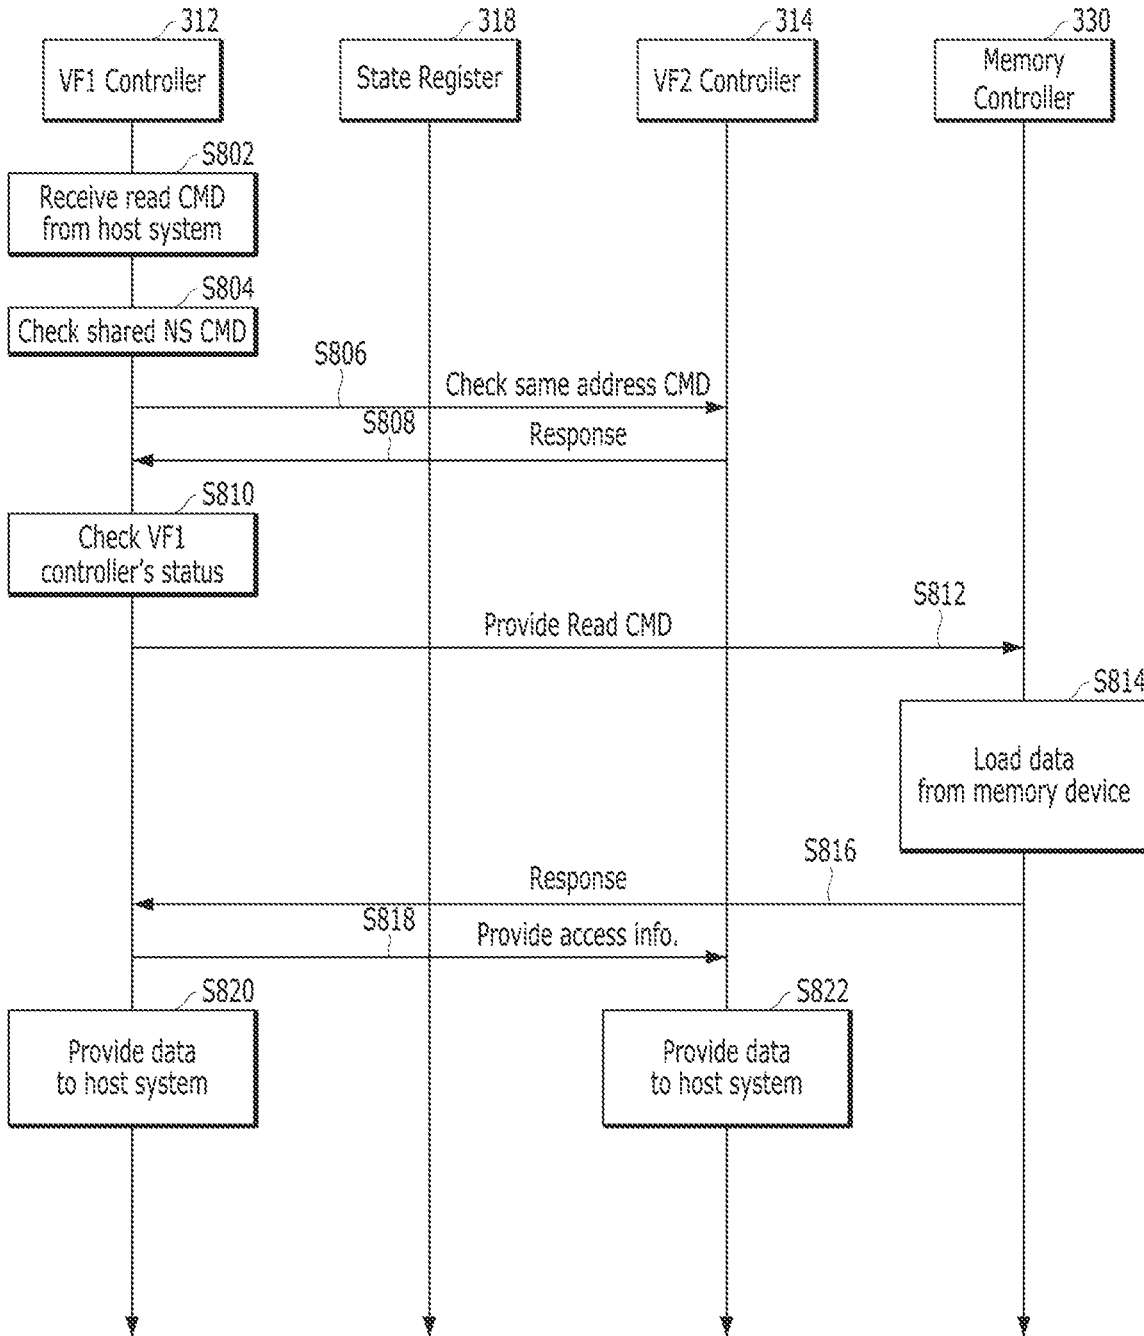 312
318
314
330
VF1 Controller
State Register
VF2 Controller
Memory
Controller
S802
Receive read CMD
from host system
S804
Check shared NS CMD
S806
Check same address CMD
S808
Response
S810
Check VF1
controller's status
S812
Provide Read CMD
S814
Load data
from memory device
S816
Response
S818
Provide access info.
S820
Provide data
to host system
S822
Provide data
to host system